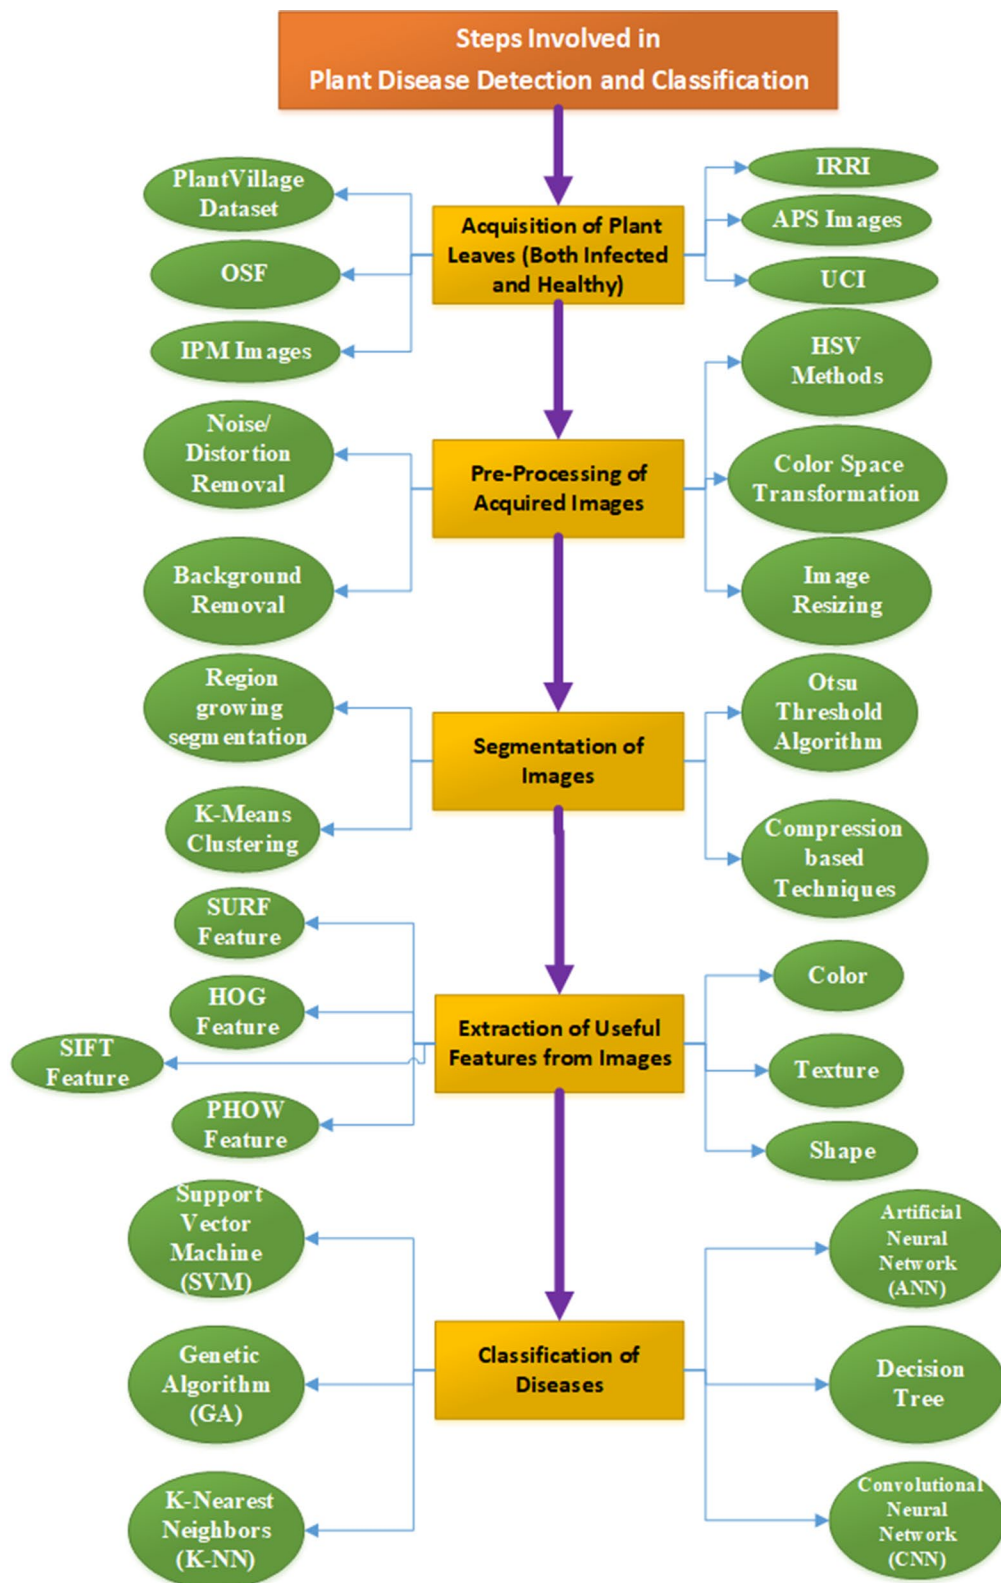 Steps Involved in
Plant Disease Detection and Classification
PlantVillage
Dataset
OSF
IPM Images
Acquisition of Plant
Leaves (Both Infected
and Healthy)
IRRI
APS Images
UCI
Noise/
Distortion
Removal
Background
Removal
Pre-Processing of
Acquired Images
HSV
Methods
Color Space
Transformation
Image
Resizing
Region
growing
segmentation
K-Means
Clustering
Segmentation of
Images
Otsu
Threshold
Algorithm
Compression
based
Techniques
SURF
Feature
HOG
Feature
SIFT
Feature
PHOW
Feature
Extraction of Useful
Features from Images
Color
Texture
Shape
Support
Vector
Machine
(SVM)
Genetic
Algorithm
(GA)
K-Nearest
Neighbors
(K-NN)
Classification of
Diseases
Artificial
Neural
Network
(ANN)
Decision
Tree
Convolutional
Neural
Network
(CNN)